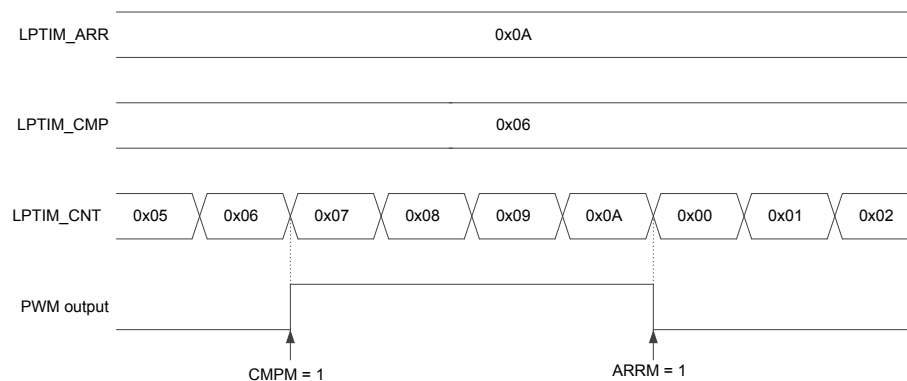 LPTIM_ARR 0x0A
LPTIM_CMP 0x06
LPTIM_CNT 0x05 0x06 0x07 0x08 0x09 0x0A 0x00 0x01 0x02
PWM output
CMPM = 1 ARRM = 1